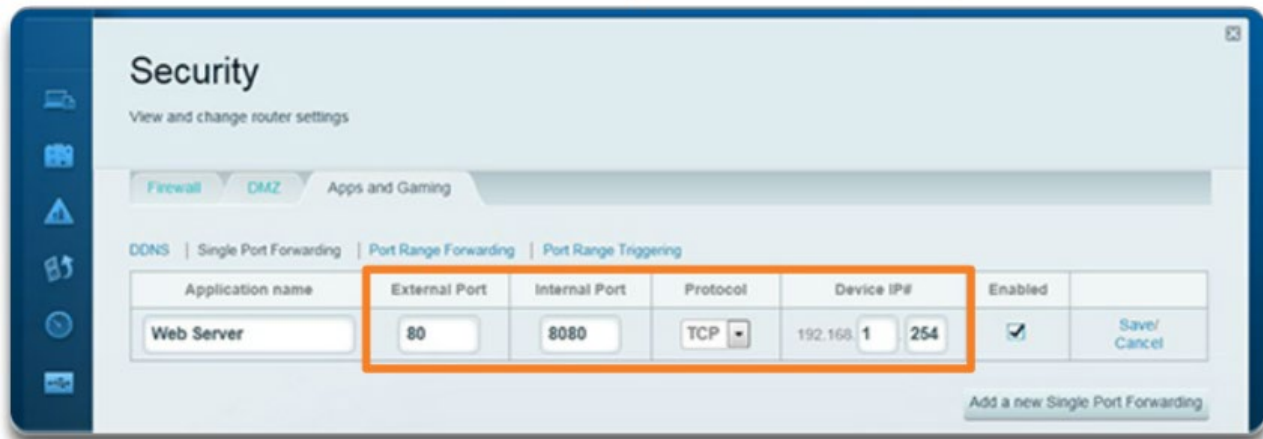 Security
View and change router settings
Firewall DMZ Apps and Gaming
DDNS | Single Port Forwarding | Port Range Forwarding | Port Range Triggering
Application name External Port Internal Port Protocol Device IP# Enabled
Web Server 80 8080 TCP 192.168. 1 . 254 Save/
Cancel
Add a new Single Port Forwarding